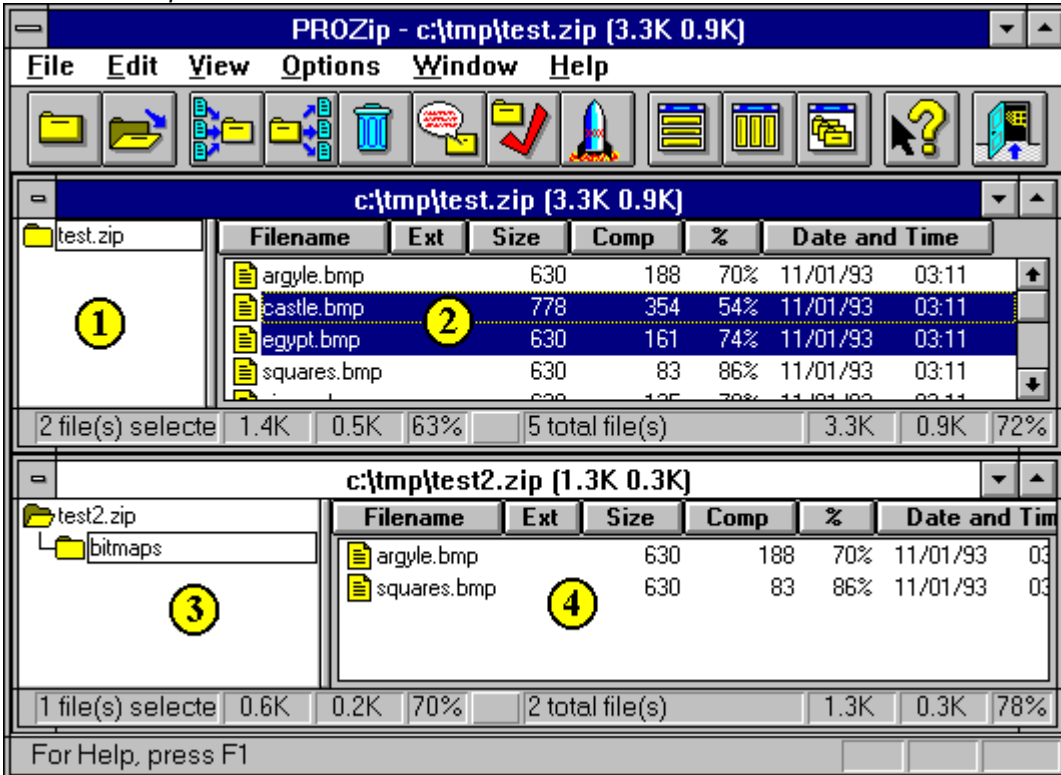 PROZip - c:\tmp\test.zip (3.3K 0.9K)
File Edit View Options Window Help
c:\tmp\test.zip (3.3K 0.9K)
test.zip
Filename Ext Size Comp % Date and Time
argyle.bmp 630 188 70% 11/01/93 03:11
castle.bmp 778 354 54% 11/01/93 03:11
egypt.bmp 630 161 74% 11/01/93 03:11
squares.bmp 630 83 86% 11/01/93 03:11
1
2
2 file(s) selecte 1.4K 0.5K 63% 5 total file(s) 3.3K 0.9K 72%
c:\tmp\test2.zip (1.3K 0.3K)
test2.zip
bitmaps
Filename Ext Size Comp % Date and Tim
argyle.bmp 630 188 70% 11/01/93 03
squares.bmp 630 83 86% 11/01/93 03
3
4
1 file(s) selecte 0.6K 0.2K 70% 2 total file(s) 1.3K 0.3K 78%
For Help, press F1